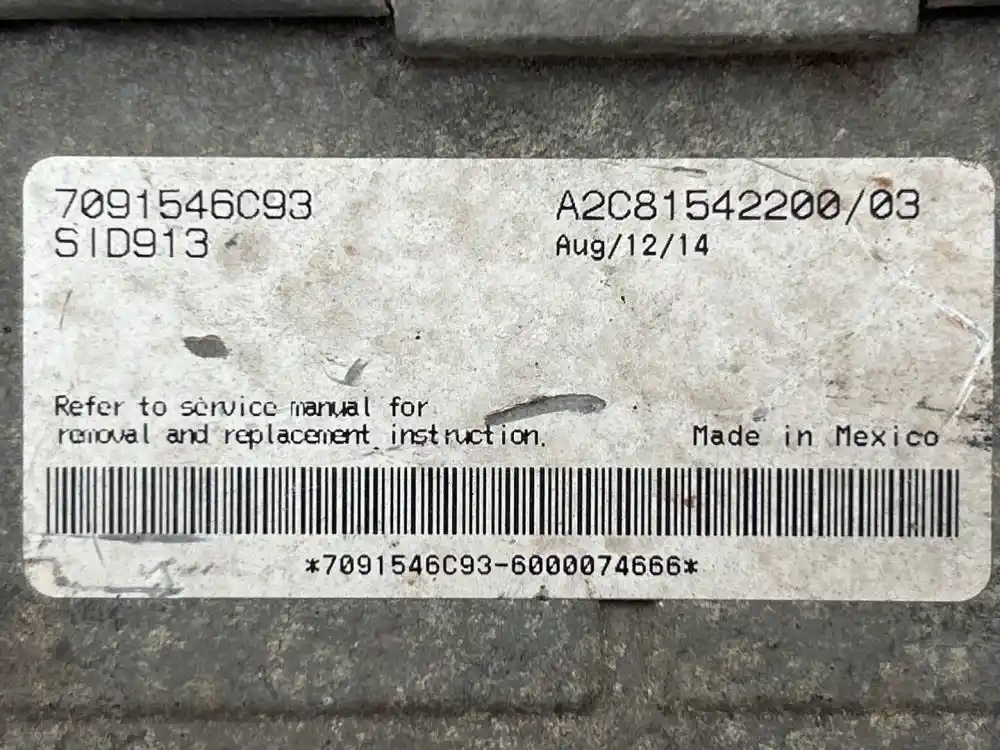 7091546C93
A2C81542200/03
SID913
Aug/12/14
Refer to service manual for
removal and replacement instruction.
Made in Mexico
*7091546C93-6000074666*